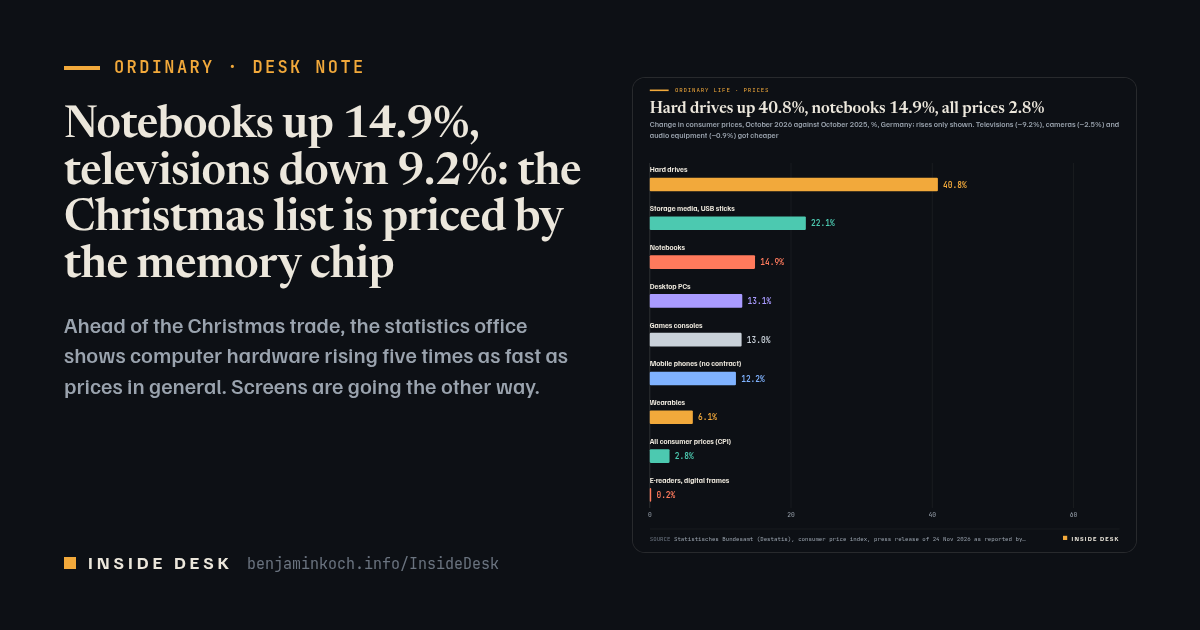 ORDINARY · DESK NOTE
Notebooks up 14.9%,
televisions down 9.2%: the
Christmas list is priced by
the memory chip
Ahead of the Christmas trade, the statistics office
shows computer hardware rising five times as fast as
prices in general. Screens are going the other way.
INSIDE DESK benjaminkoch.info/InsideDesk
ORDINARY LIFE · PRICES
Hard drives up 40.8%, notebooks 14.9%, all prices 2.8%
Change in consumer prices, October 2026 against October 2025, %, Germany; rises only shown. Televisions (−9.2%), cameras (−2.5%) and
audio equipment (−0.9%) got cheaper
Hard drives
40.8%
Storage media, USB sticks
22.1%
Notebooks
14.9%
Desktop PCs
13.1%
Games consoles
13.0%
Mobile phones (no contract)
12.2%
Wearables
6.1%
All consumer prices (CPI)
2.8%
E-readers, digital frames
0.2%
0 20 40 60
SOURCE Statistisches Bundesamt (Destatis), consumer price index, press release of 24 Nov 2026 as reported by…
INSIDE DESK